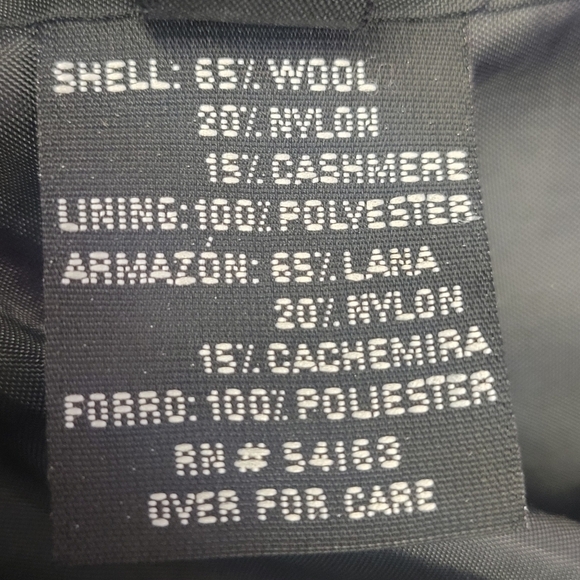 SHELL: 65% WOOL
20% NYLON
15% CASHMERE
LINING: 100% POLYESTER
ARMAZÓN: 65% LANA
20% NYLON
15% CACHEMIRA
FORRO: 100% POLIESTER
RN # 54163
OVER FOR CARE